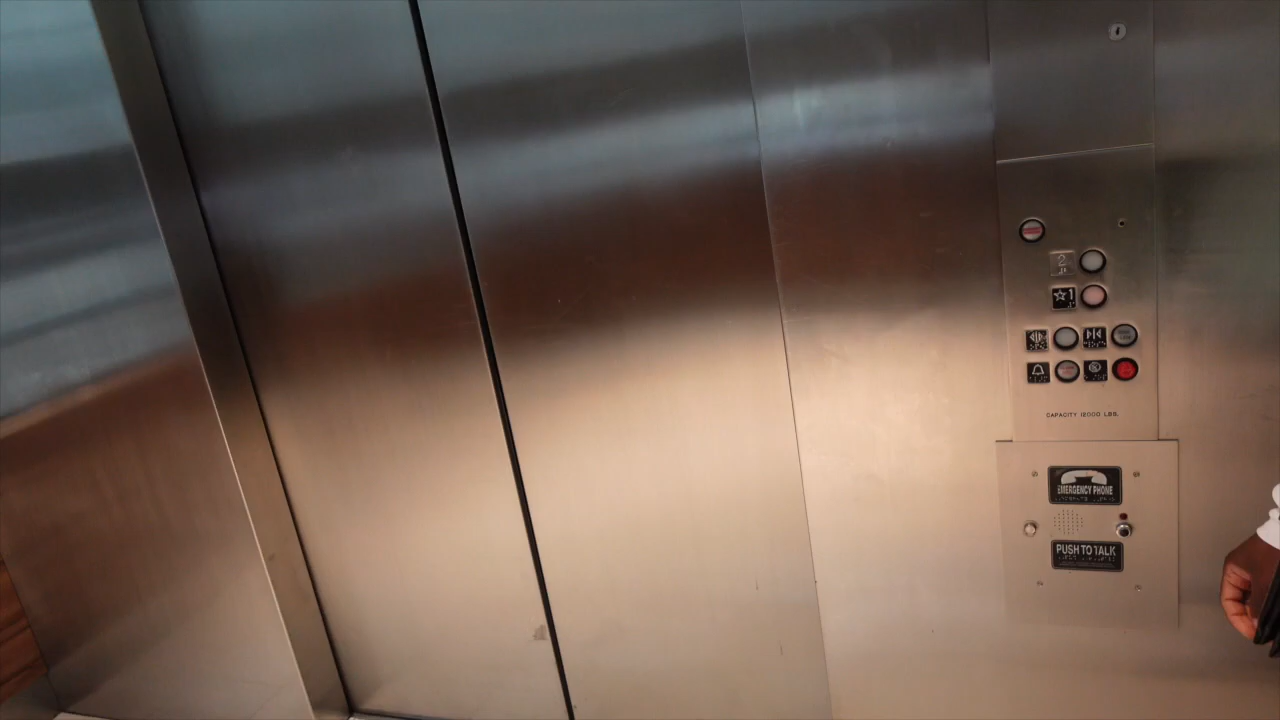 2
☆1
CAPACITY 12000 LBS.
EMERGENCY PHONE
PUSH TO TALK